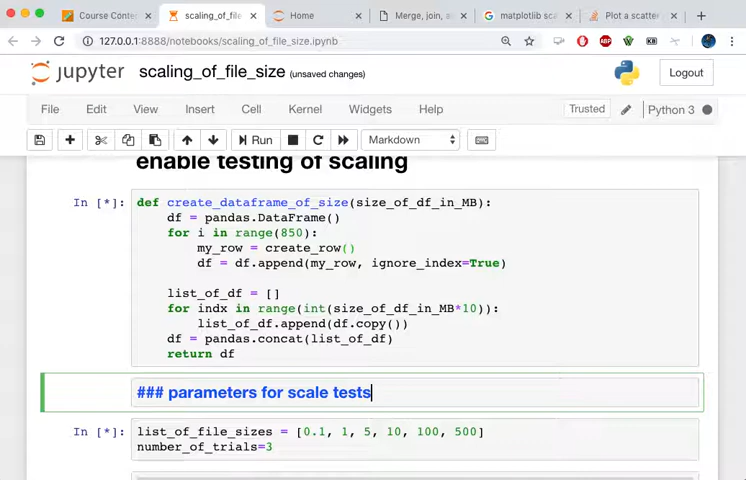 Course Conte
scaling_of_file
Home
Merge, join, a
matplotlib sca
Plot a scatter
127.0.0.1:8888/notebooks/scaling_of_file_size.ipynb
ABP
jupyter scaling_of_file_size (unsaved changes)
Logout
File Edit View Insert Cell Kernel Widgets Help
Trusted
Python 3
Run
Markdown
enable testing of scaling
In [*]: def create_dataframe_of_size(size_of_df_in_MB):
df = pandas.DataFrame()
for i in range(850):
my_row = create_row()
df = df.append(my_row, ignore_index=True)
list_of_df = []
for indx in range(int(size_of_df_in_MB*10)):
list_of_df.append(df.copy())
df = pandas.concat(list_of_df)
return df
### parameters for scale tests
In [*]: list_of_file_sizes = [0.1, 1, 5, 10, 100, 500]
number_of_trials=3